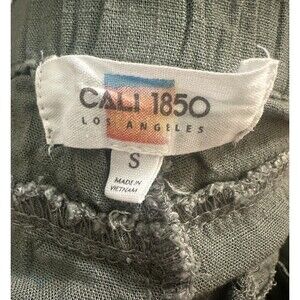 CALI 1850
LOS ANGELES
S
MADE IN
VIETNAM